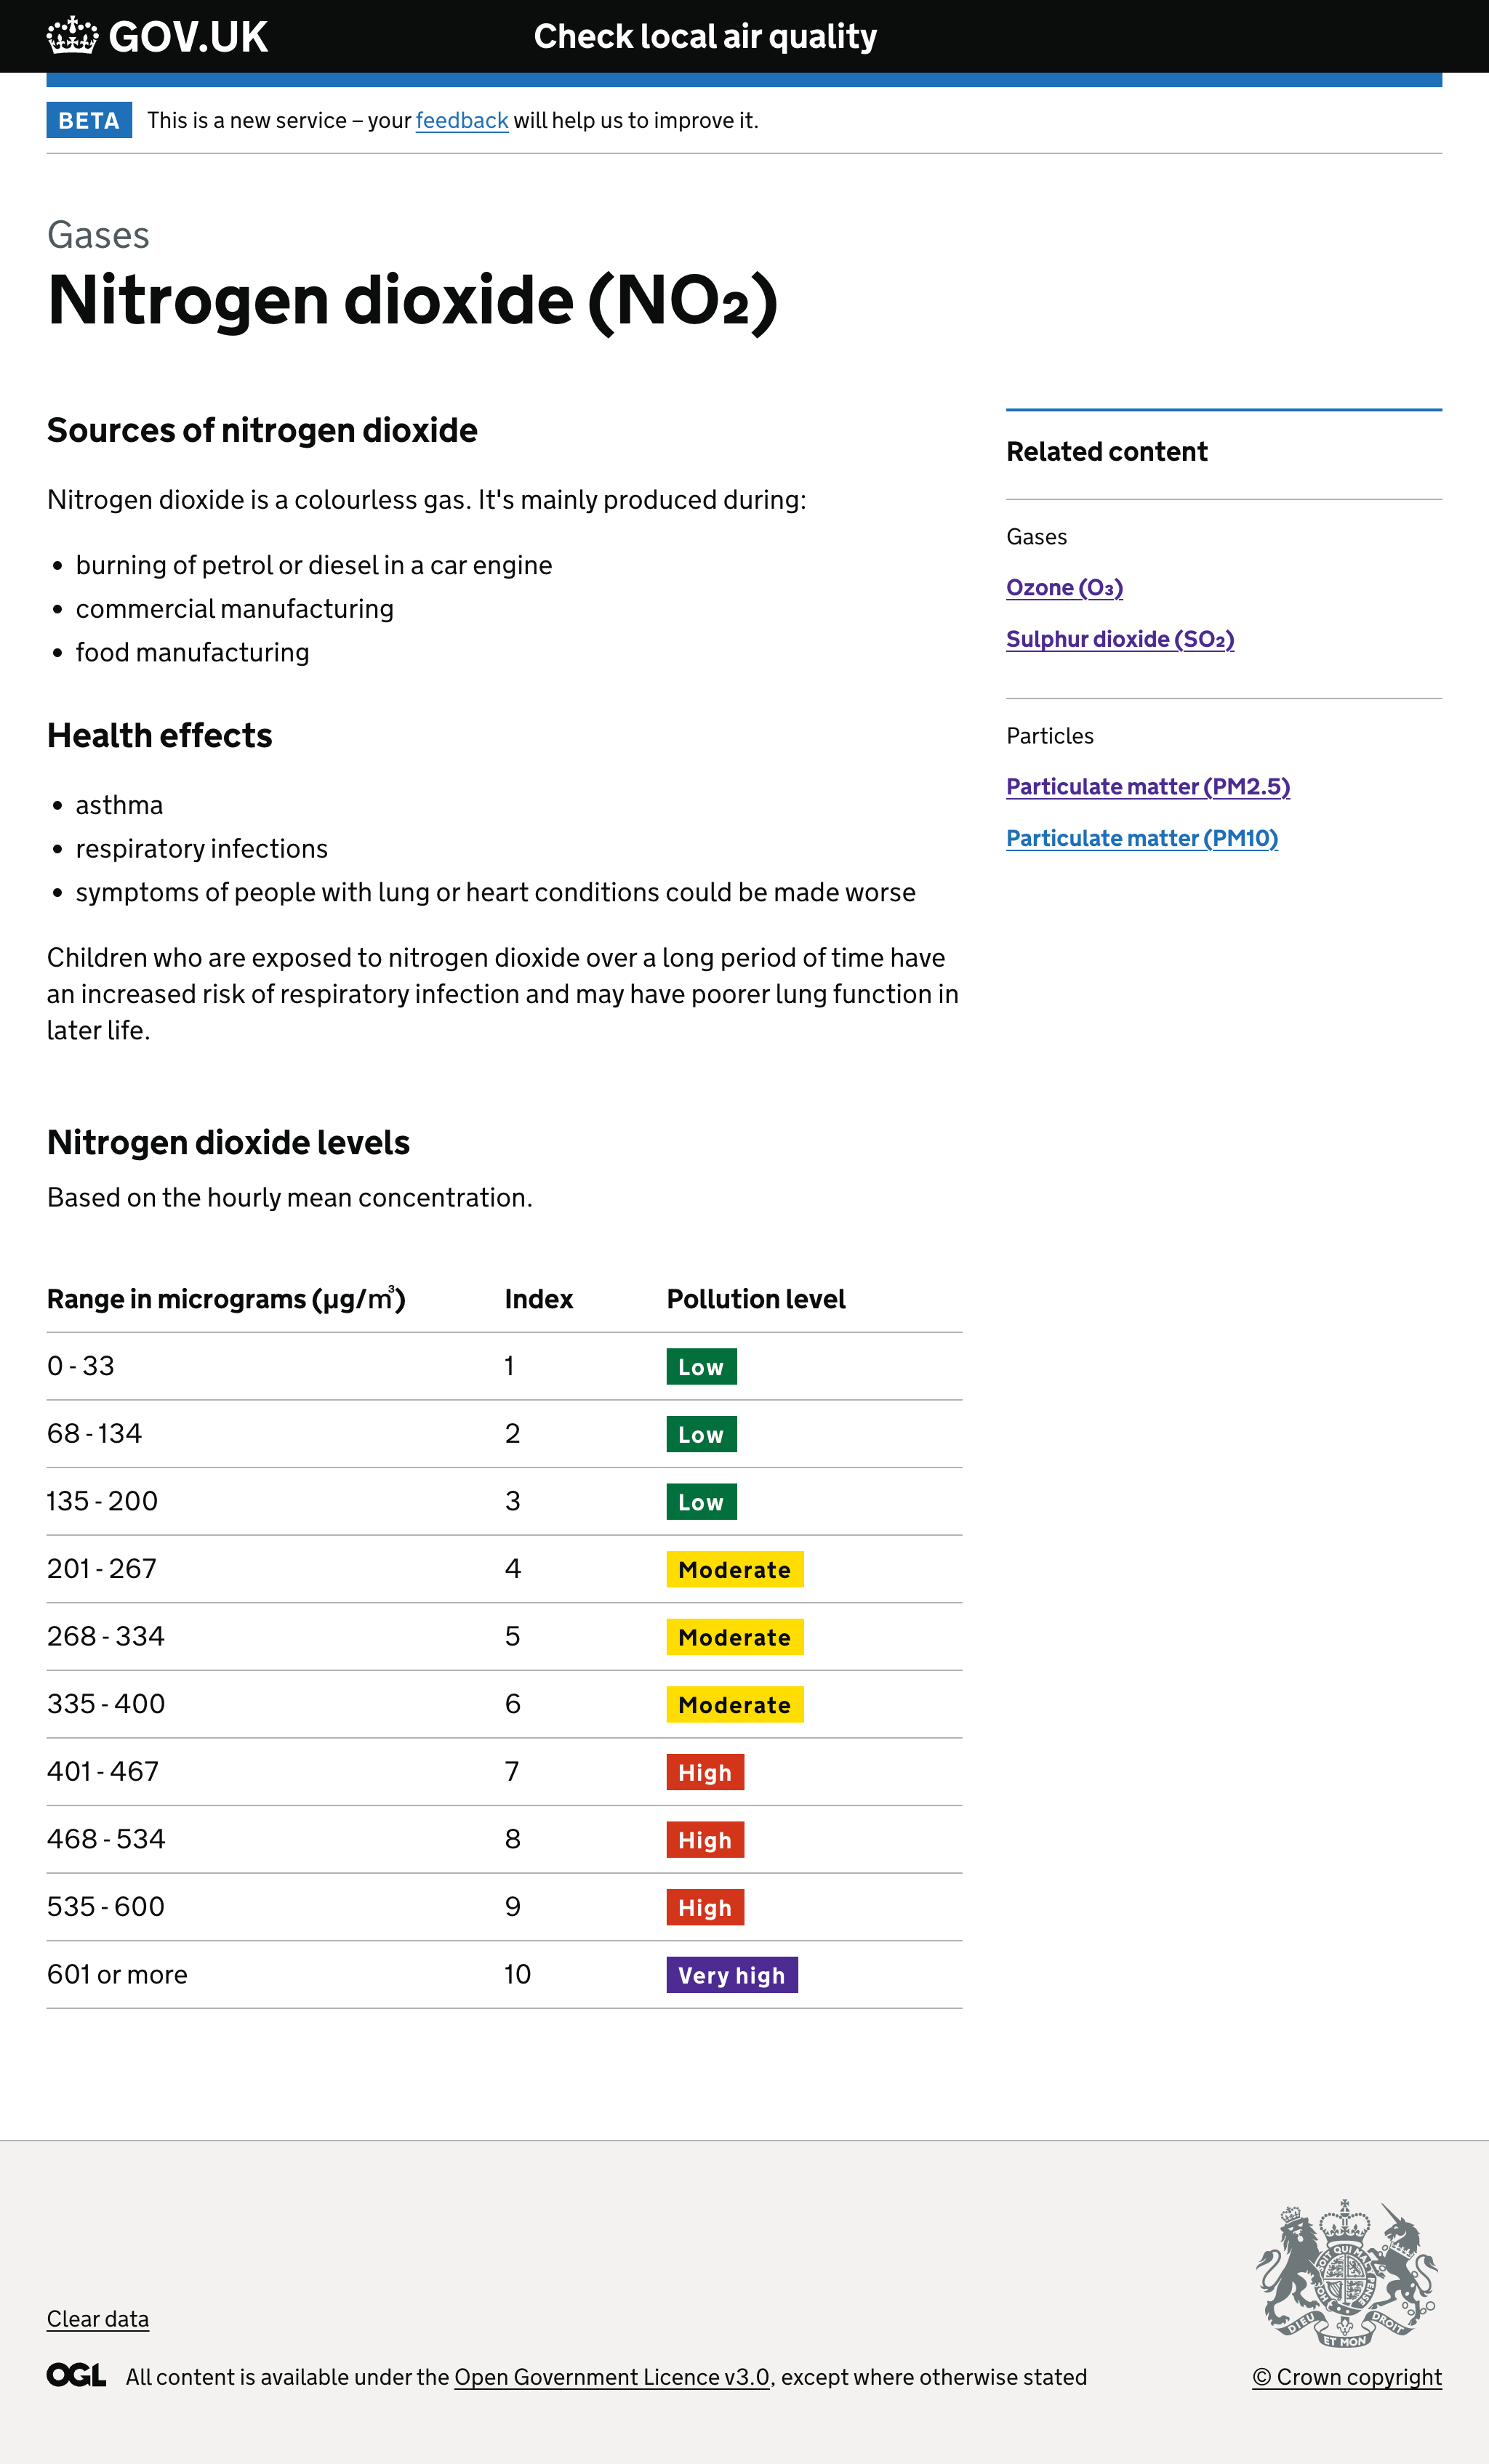 GOV.UK
Check local air quality
BETA
This is a new service – your feedback will help us to improve it.
Gases
Nitrogen dioxide (NO₂)
Sources of nitrogen dioxide
Nitrogen dioxide is a colourless gas. It's mainly produced during:
• burning of petrol or diesel in a car engine
• commercial manufacturing
• food manufacturing
Health effects
• asthma
• respiratory infections
• symptoms of people with lung or heart conditions could be made worse
Children who are exposed to nitrogen dioxide over a long period of time have
an increased risk of respiratory infection and may have poorer lung function in
later life.
Related content
Gases
Ozone (O₃)
Sulphur dioxide (SO₂)
Particles
Particulate matter (PM2.5)
Particulate matter (PM10)
Nitrogen dioxide levels
Based on the hourly mean concentration.
Range in micrograms (µg/m³) Index Pollution level
0 - 33 1 Low
68 - 134 2 Low
135 - 200 3 Low
201 - 267 4 Moderate
268 - 334 5 Moderate
335 - 400 6 Moderate
401 - 467 7 High
468 - 534 8 High
535 - 600 9 High
601 or more 10 Very high
Clear data
OGL All content is available under the Open Government Licence v3.0, except where otherwise stated
SOIT QUI MAL
DIEU ET MON DROIT
© Crown copyright